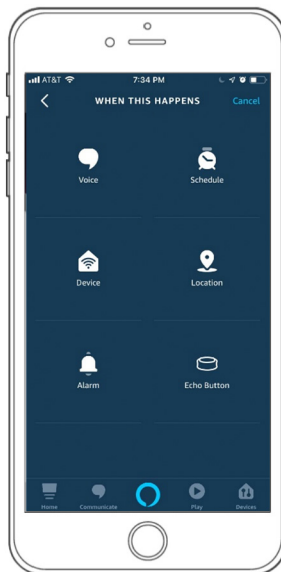 AT&T 7:34 PM
WHEN THIS HAPPENS Cancel
Voice Schedule
Device Location
Alarm Echo Button
Home Communicate Play Devices